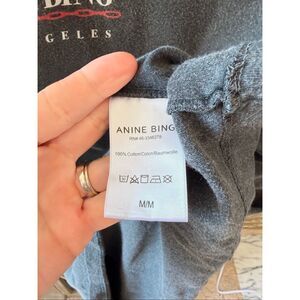 BING
GELES
ANINE BING
100% Cotton/Coton/Baumwolle
M/M